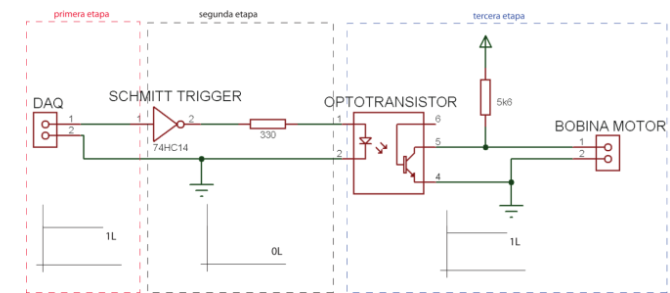 primera etapa
segunda etapa
tercera etapa
DAQ
1
2
SCHMITT TRIGGER
1
2
74HC14
330
OPTOTRANSISTOR
1
2
6
5
4
5k6
BOBINA MOTOR
1
2
1L
0L
1L